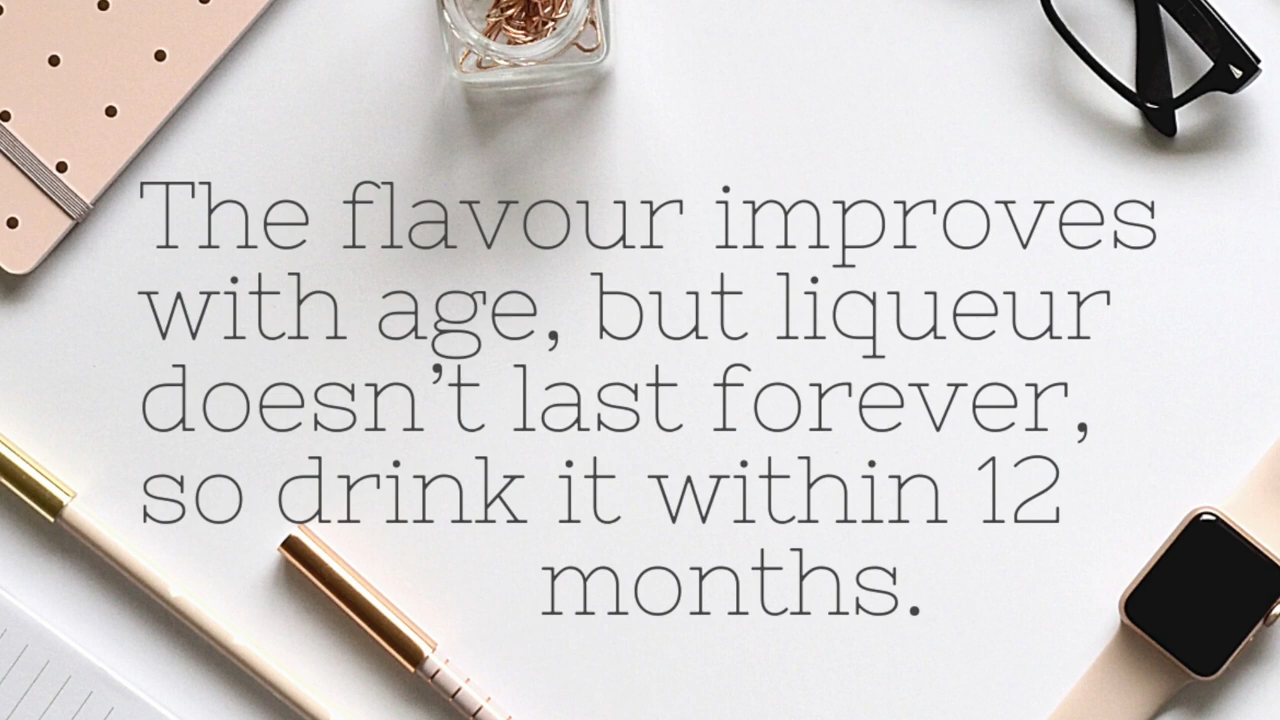 The flavour improves
with age, but liqueur
doesn’t last forever,
so drink it within 12
months.